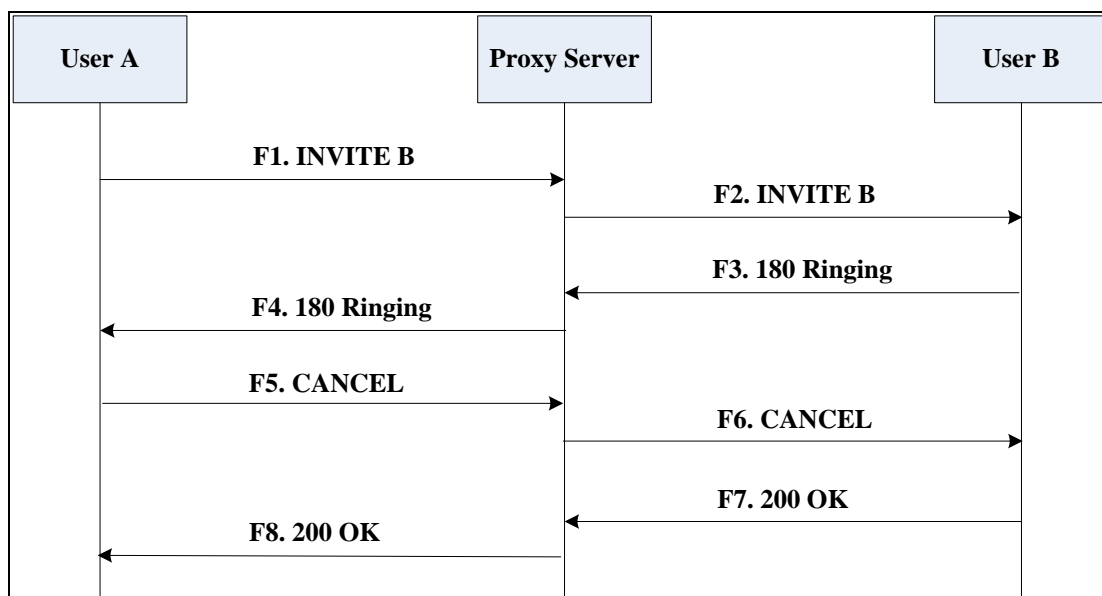 User A
Proxy Server
User B
F1. INVITE B
F2. INVITE B
F3. 180 Ringing
F4. 180 Ringing
F5. CANCEL
F6. CANCEL
F7. 200 OK
F8. 200 OK